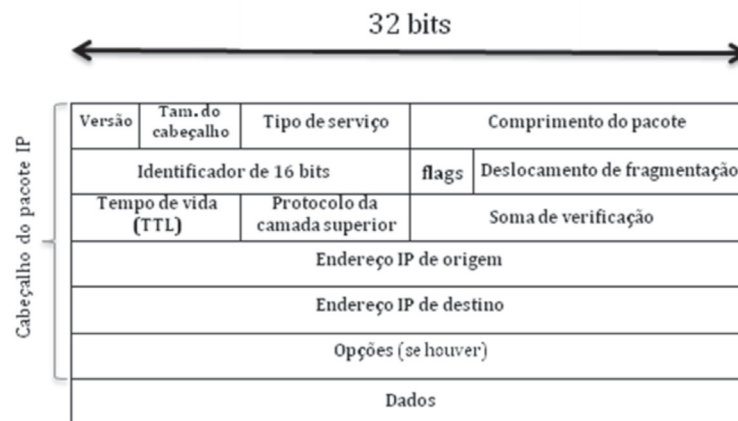 32 bits
Cabeçalho do pacote IP
Versão
Tam. do
cabeçalho
Tipo de serviço
Comprimento do pacote
Identificador de 16 bits
flags
Deslocamento de fragmentação
Tempo de vida
(TTL)
Protocolo da
camada superior
Soma de verificação
Endereço IP de origem
Endereço IP de destino
Opções (se houver)
Dados